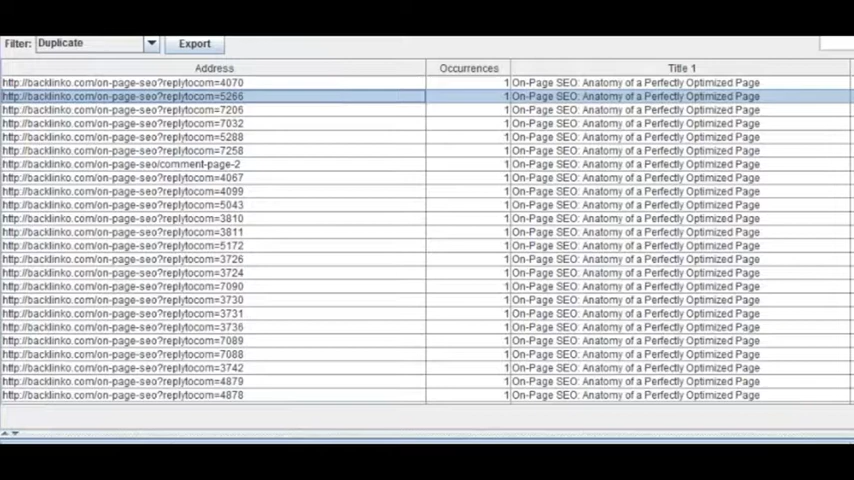 Filter: Duplicate Export
Address Occurrences Title 1
http://backlinko.com/on-page-seo?replytocom=4070 1 On-Page SEO: Anatomy of a Perfectly Optimized Page
http://backlinko.com/on-page-seo?replytocom=5266 1 On-Page SEO: Anatomy of a Perfectly Optimized Page
http://backlinko.com/on-page-seo?replytocom=7206 1 On-Page SEO: Anatomy of a Perfectly Optimized Page
http://backlinko.com/on-page-seo?replytocom=7032 1 On-Page SEO: Anatomy of a Perfectly Optimized Page
http://backlinko.com/on-page-seo?replytocom=5288 1 On-Page SEO: Anatomy of a Perfectly Optimized Page
http://backlinko.com/on-page-seo?replytocom=7258 1 On-Page SEO: Anatomy of a Perfectly Optimized Page
http://backlinko.com/on-page-seo/comment-page-2 1 On-Page SEO: Anatomy of a Perfectly Optimized Page
http://backlinko.com/on-page-seo?replytocom=4067 1 On-Page SEO: Anatomy of a Perfectly Optimized Page
http://backlinko.com/on-page-seo?replytocom=4099 1 On-Page SEO: Anatomy of a Perfectly Optimized Page
http://backlinko.com/on-page-seo?replytocom=5043 1 On-Page SEO: Anatomy of a Perfectly Optimized Page
http://backlinko.com/on-page-seo?replytocom=3810 1 On-Page SEO: Anatomy of a Perfectly Optimized Page
http://backlinko.com/on-page-seo?replytocom=3811 1 On-Page SEO: Anatomy of a Perfectly Optimized Page
http://backlinko.com/on-page-seo?replytocom=5172 1 On-Page SEO: Anatomy of a Perfectly Optimized Page
http://backlinko.com/on-page-seo?replytocom=3726 1 On-Page SEO: Anatomy of a Perfectly Optimized Page
http://backlinko.com/on-page-seo?replytocom=3724 1 On-Page SEO: Anatomy of a Perfectly Optimized Page
http://backlinko.com/on-page-seo?replytocom=7090 1 On-Page SEO: Anatomy of a Perfectly Optimized Page
http://backlinko.com/on-page-seo?replytocom=3730 1 On-Page SEO: Anatomy of a Perfectly Optimized Page
http://backlinko.com/on-page-seo?replytocom=3731 1 On-Page SEO: Anatomy of a Perfectly Optimized Page
http://backlinko.com/on-page-seo?replytocom=3736 1 On-Page SEO: Anatomy of a Perfectly Optimized Page
http://backlinko.com/on-page-seo?replytocom=7089 1 On-Page SEO: Anatomy of a Perfectly Optimized Page
http://backlinko.com/on-page-seo?replytocom=7088 1 On-Page SEO: Anatomy of a Perfectly Optimized Page
http://backlinko.com/on-page-seo?replytocom=3742 1 On-Page SEO: Anatomy of a Perfectly Optimized Page
http://backlinko.com/on-page-seo?replytocom=4879 1 On-Page SEO: Anatomy of a Perfectly Optimized Page
http://backlinko.com/on-page-seo?replytocom=4878 1 On-Page SEO: Anatomy of a Perfectly Optimized Page